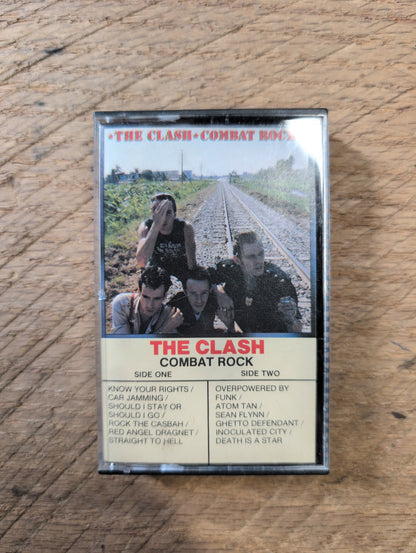 ★THE CLASH★COMBAT ROCK
THE CLASH
COMBAT ROCK
SIDE ONE
KNOW YOUR RIGHTS /
CAR JAMMING /
SHOULD I STAY OR
SHOULD I GO /
ROCK THE CASBAH /
RED ANGEL DRAGNET /
STRAIGHT TO HELL
SIDE TWO
OVERPOWERED BY
FUNK /
ATOM TAN /
SEAN FLYNN /
GHETTO DEFENDANT /
INOCULATED CITY /
DEATH IS A STAR